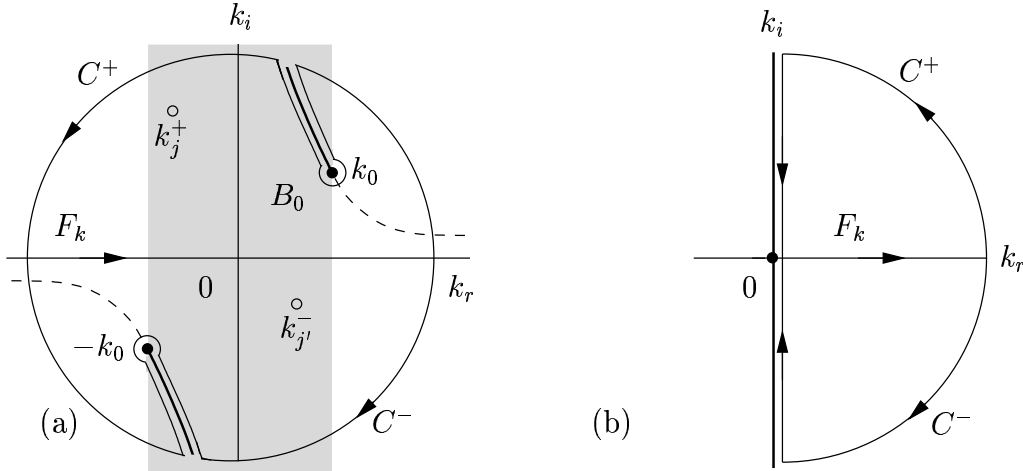 k_i
C^+
k_j^+
k_0
B_0
F_k
0
k_r
k_{j'}^-
-k_0
(a)
C^-
k_i
C^+
F_k
0
k_r
(b)
C^-